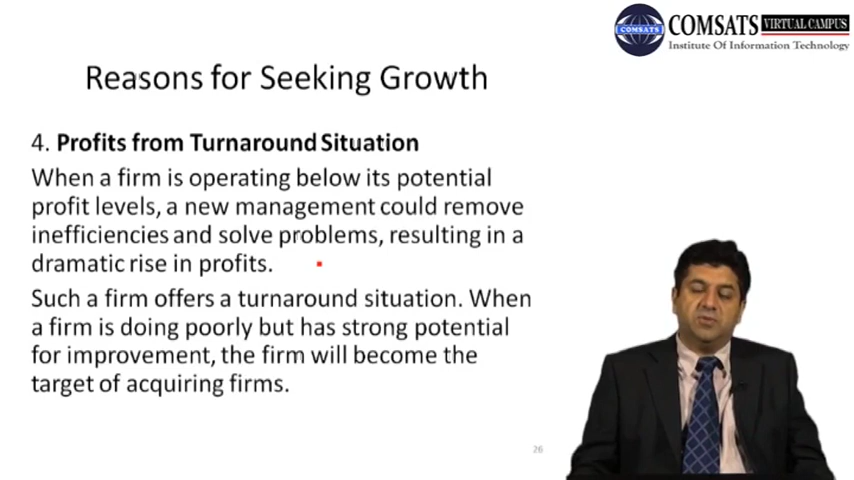 COMSATS VIRTUAL CAMPUS
Institute Of Information Technology
COMSATS
Reasons for Seeking Growth
4. Profits from Turnaround Situation
When a firm is operating below its potential
profit levels, a new management could remove
inefficiencies and solve problems, resulting in a
dramatic rise in profits.
Such a firm offers a turnaround situation. When
a firm is doing poorly but has strong potential
for improvement, the firm will become the
target of acquiring firms.
26